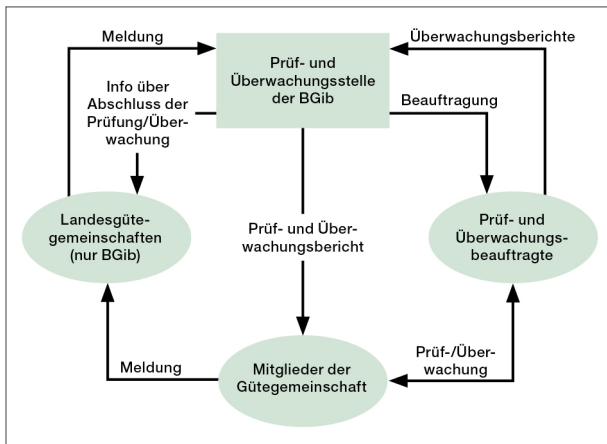 Meldung
Überwachungsberichte
Prüf- und
Überwachungsstelle
der BGib
Info über
Abschluss der
Prüfung/Über-
wachung
Beauftragung
Landesgüte-
gemeinschaften
(nur BGib)
Prüf- und Über-
wachungsbericht
Prüf- und
Überwachungs-
beauftragte
Meldung
Mitglieder der
Gütegemeinschaft
Prüf-/Über-
wachung